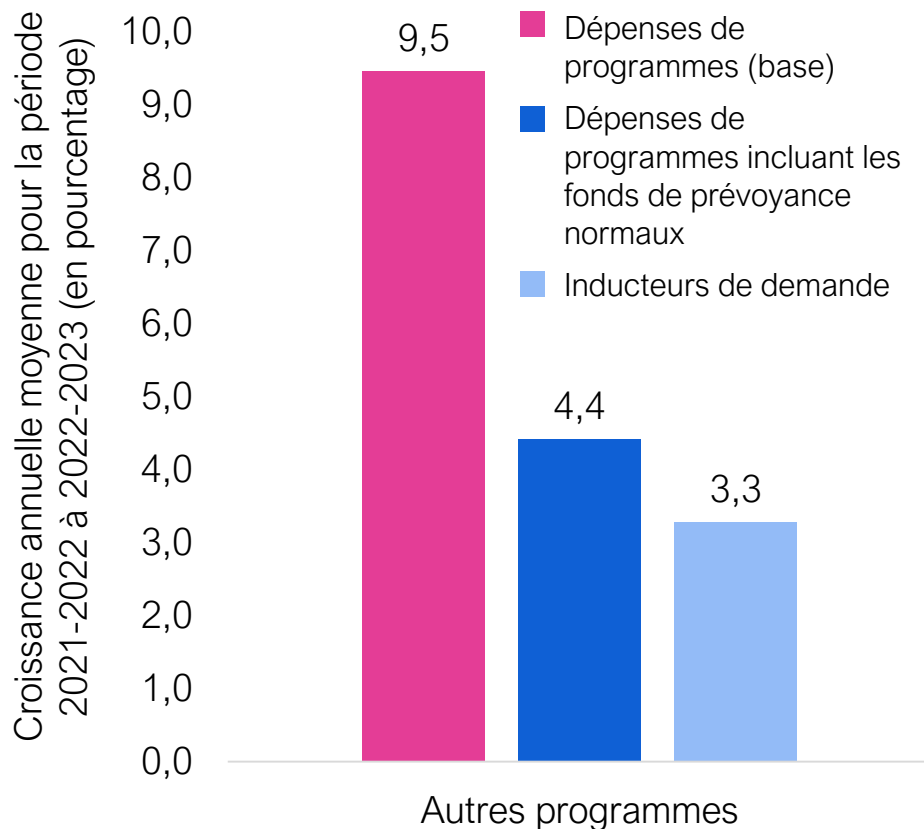 Croissance annuelle moyenne pour la période
2021-2022 à 2022-2023 (en pourcentage)
10,0
9,0
8,0
7,0
6,0
5,0
4,0
3,0
2,0
1,0
0,0
9,5
4,4
3,3
Dépenses de
programmes (base)
Dépenses de
programmes incluant les
fonds de prévoyance
normaux
Inducteurs de demande
Autres programmes